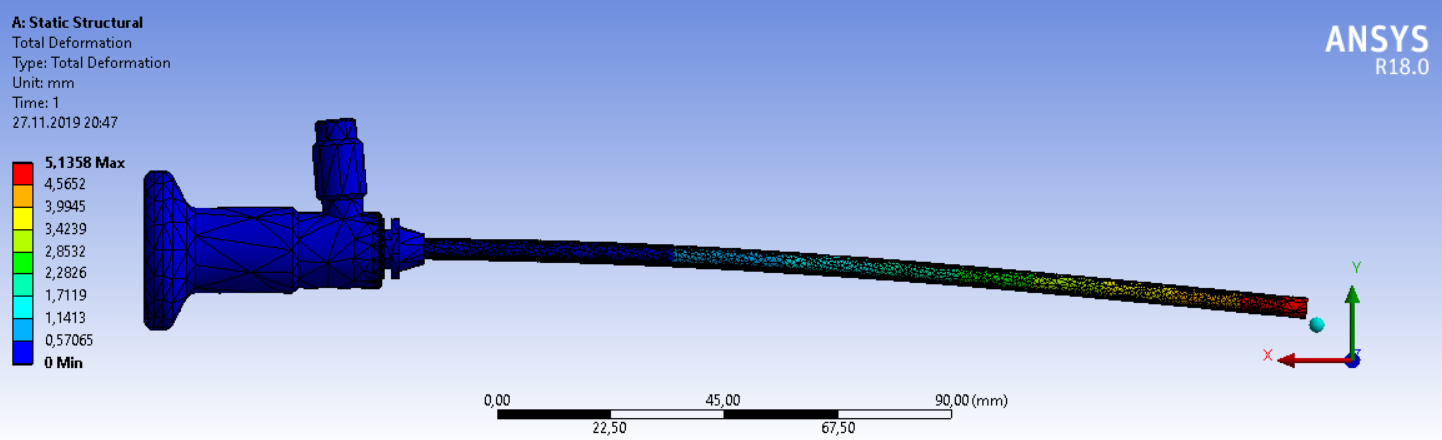 A: Static Structural
Total Deformation
Type: Total Deformation
Unit: mm
Time: 1
27.11.2019 20:47
ANSYS
R18.0
5,1358 Max
4,5652
3,9945
3,4239
2,8532
2,2826
1,7119
1,1413
0,57065
0 Min
Y
X
Z
0,00 45,00 90,00 (mm)
22,50 67,50